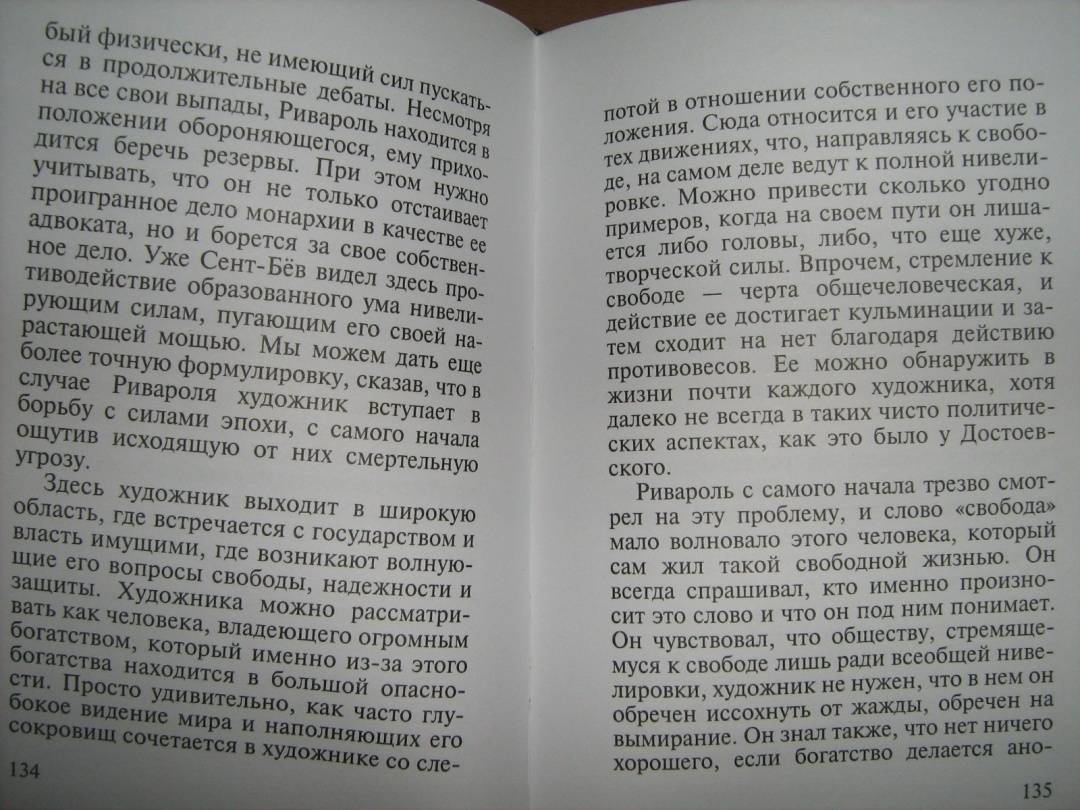 бый физически, не имеющий сил пускать-
ся в продолжительные дебаты. Несмотря
на все свои выпады, Ривароль находится в
положении обороняющегося, ему прихо-
дится беречь резервы. При этом нужно
учитывать, что он не только отстаивает
проигранное дело монархии в качестве ее
адвоката, но и борется за свое собствен-
ное дело. Уже Сент-Бёв видел здесь про-
тиводействие образованного ума нивели-
рующим силам, пугающим его своей на-
растающей мощью. Мы можем дать еще
более точную формулировку, сказав, что в
случае Ривароля художник вступает в
борьбу с силами эпохи, с самого начала
ощутив исходящую от них смертельную
угрозу.
Здесь художник выходит в широкую
область, где встречается с государством и
власть имущими, где возникают волную-
щие его вопросы свободы, надежности и
защиты. Художника можно рассматри-
вать как человека, владеющего огромным
богатством, который именно из-за этого
богатства находится в большой опасно-
сти. Просто удивительно, как часто глу-
бокое видение мира и наполняющих его
сокровищ сочетается в художнике со сле-
134
потой в отношении собственного его по-
ложения. Сюда относится и его участие в
тех движениях, что, направляясь к свобо-
де, на самом деле ведут к полной нивели-
ровке. Можно привести сколько угодно
примеров, когда на своем пути он лиша-
ется либо головы, либо, что еще хуже,
творческой силы. Впрочем, стремление к
свободе — черта общечеловеческая, и
действие ее достигает кульминации и за-
тем сходит на нет благодаря действию
противовесов. Ее можно обнаружить в
жизни почти каждого художника, хотя
далеко не всегда в таких чисто политиче-
ских аспектах, как это было у Достоев-
ского.
Ривароль с самого начала трезво смот-
рел на эту проблему, и слово «свобода»
мало волновало этого человека, который
сам жил такой свободной жизнью. Он
всегда спрашивал, кто именно произно-
сит это слово и что он под ним понимает.
Он чувствовал, что обществу, стремяще-
муся к свободе лишь ради всеобщей ниве-
лировки, художник не нужен, что в нем он
обречен иссохнуть от жажды, обречен на
вымирание. Он знал также, что нет ничего
хорошего, если богатство делается ано-
135